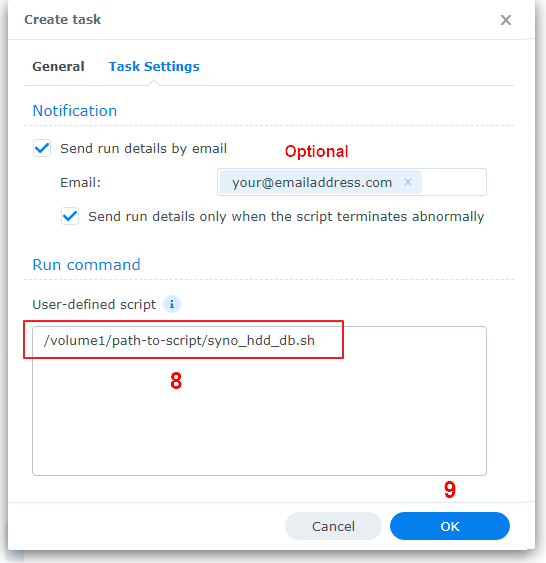 Create task
General
Task Settings
Notification
Send run details by email
Optional
Email:
your@emailaddress.com ×
Send run details only when the script terminates abnormally
Run command
User-defined script
/volume1/path-to-script/syno_hdd_db.sh
8
9
Cancel
OK